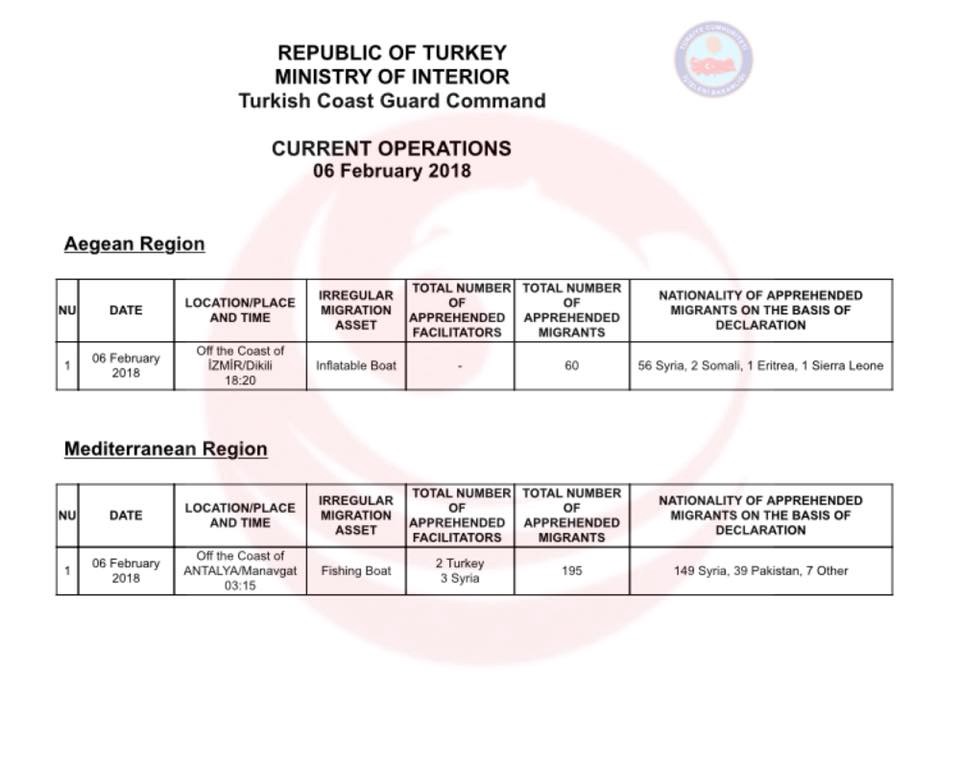 REPUBLIC OF TURKEY
MINISTRY OF INTERIOR
Turkish Coast Guard Command
CURRENT OPERATIONS
06 February 2018
Aegean Region
NU
DATE
LOCATION/PLACE
AND TIME
IRREGULAR
MIGRATION
ASSET
TOTAL NUMBER
OF
APPREHENDED
FACILITATORS
TOTAL NUMBER
OF
APPREHENDED
MIGRANTS
NATIONALITY OF APPREHENDED
MIGRANTS ON THE BASIS OF
DECLARATION
1
06 February
2018
Off the Coast of
İZMİR/Dikili
18:20
Inflatable Boat
-
60
56 Syria, 2 Somali, 1 Eritrea, 1 Sierra Leone
Mediterranean Region
NU
DATE
LOCATION/PLACE
AND TIME
IRREGULAR
MIGRATION
ASSET
TOTAL NUMBER
OF
APPREHENDED
FACILITATORS
TOTAL NUMBER
OF
APPREHENDED
MIGRANTS
NATIONALITY OF APPREHENDED
MIGRANTS ON THE BASIS OF
DECLARATION
1
06 February
2018
Off the Coast of
ANTALYA/Manavgat
03:15
Fishing Boat
2 Turkey
3 Syria
195
149 Syria, 39 Pakistan, 7 Other